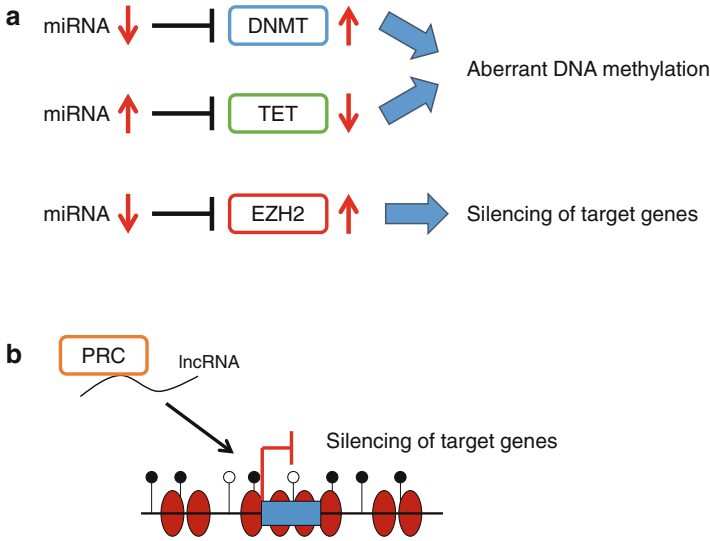 a
miRNA DNMT
Aberrant DNA methylation
miRNA TET
miRNA EZH2 Silencing of target genes
b
PRC
lncRNA
Silencing of target genes